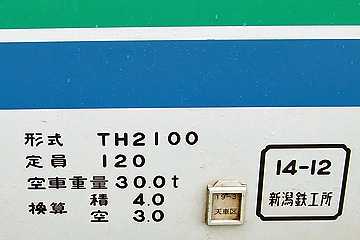 形式 TH2100
定員 120
空車重量 30.0t
換算 積 4.0
空 3.0
天車区
14-12
新潟鉄工所